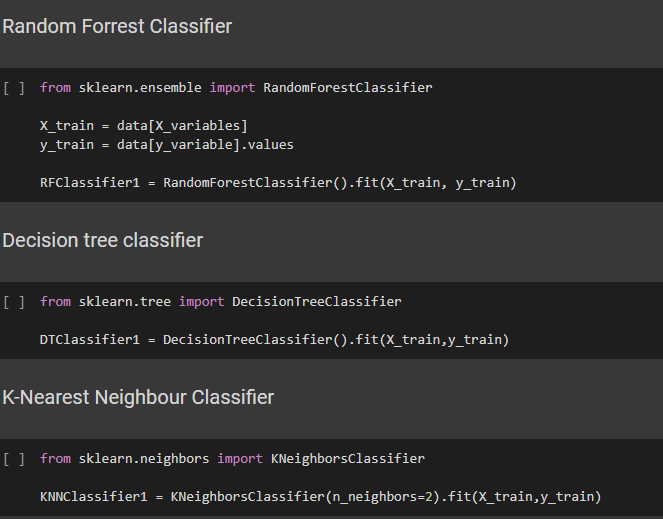 Random Forrest Classifier
[ ] from sklearn.ensemble import RandomForestClassifier
X_train = data[X_variables]
y_train = data[y_variable].values
RFClassifier1 = RandomForestClassifier().fit(X_train, y_train)
Decision tree classifier
[ ] from sklearn.tree import DecisionTreeClassifier
DTClassifier1 = DecisionTreeClassifier().fit(X_train,y_train)
K-Nearest Neighbour Classifier
[ ] from sklearn.neighbors import KNeighborsClassifier
KNNClassifier1 = KNeighborsClassifier(n_neighbors=2).fit(X_train,y_train)